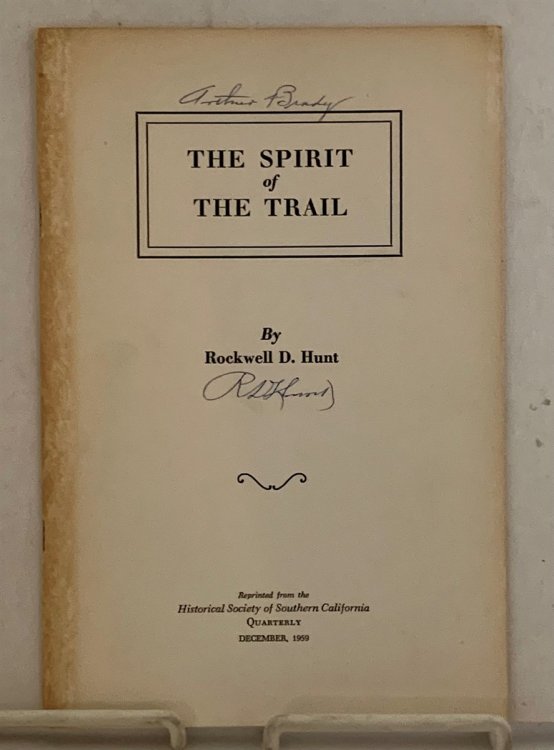 Arthur Brady
THE SPIRIT
of
THE TRAIL
By
Rockwell D. Hunt
R D Hunt
Reprinted from the
Historical Society of Southern California
QUARTERLY
DECEMBER, 1959